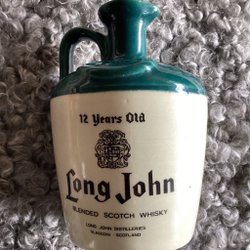 12 Years Old
Long John
BLENDED SCOTCH WHISKY
LONG JOHN DISTILLERIES
GLASGOW · SCOTLAND